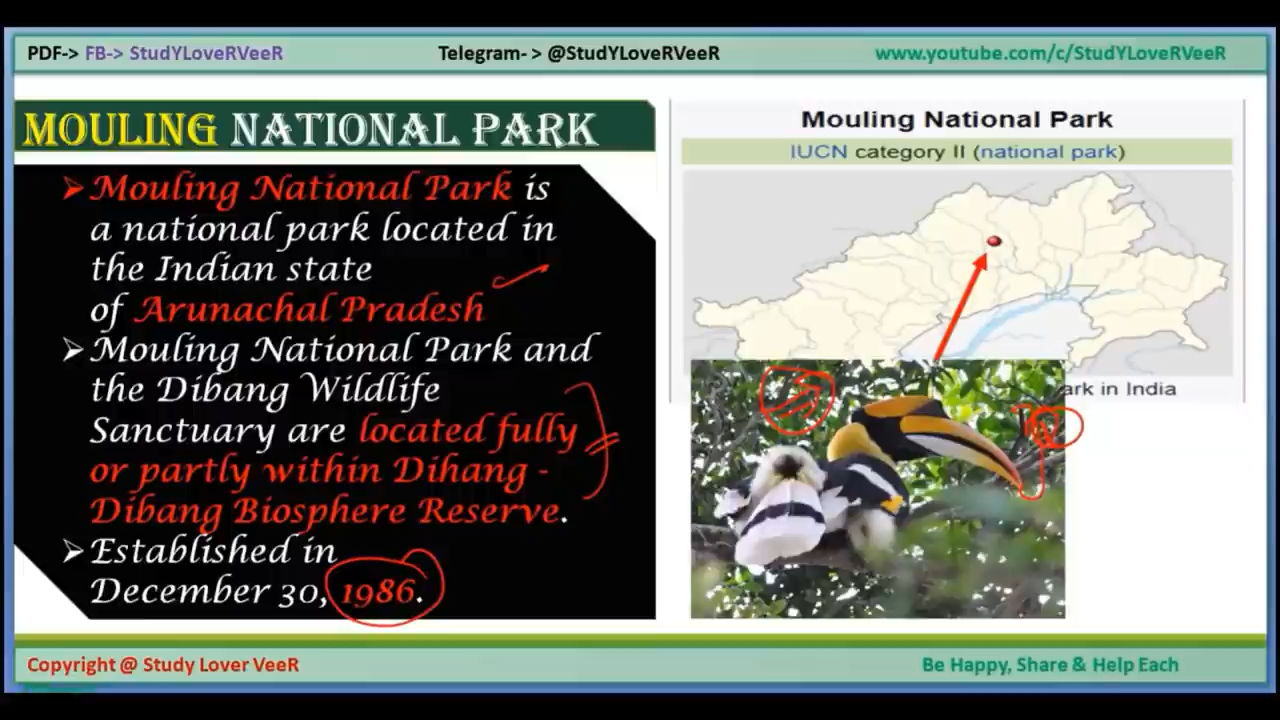 PDF-> FB-> StudYLoveRVeeR
Telegram- > @StudYLoveRVeeR
www.youtube.com/c/StudYLoveRVeeR
MOULING NATIONAL PARK
Mouling National Park is
a national park located in
the Indian state
of Arunachal Pradesh
Mouling National Park and
the Dibang Wildlife
Sanctuary are located fully
or partly within Dihang -
Dibang Biosphere Reserve.
Established in
December 30, 1986.
Mouling National Park
IUCN category II (national park)
ark in India
Copyright @ Study Lover VeeR
Be Happy, Share & Help Each